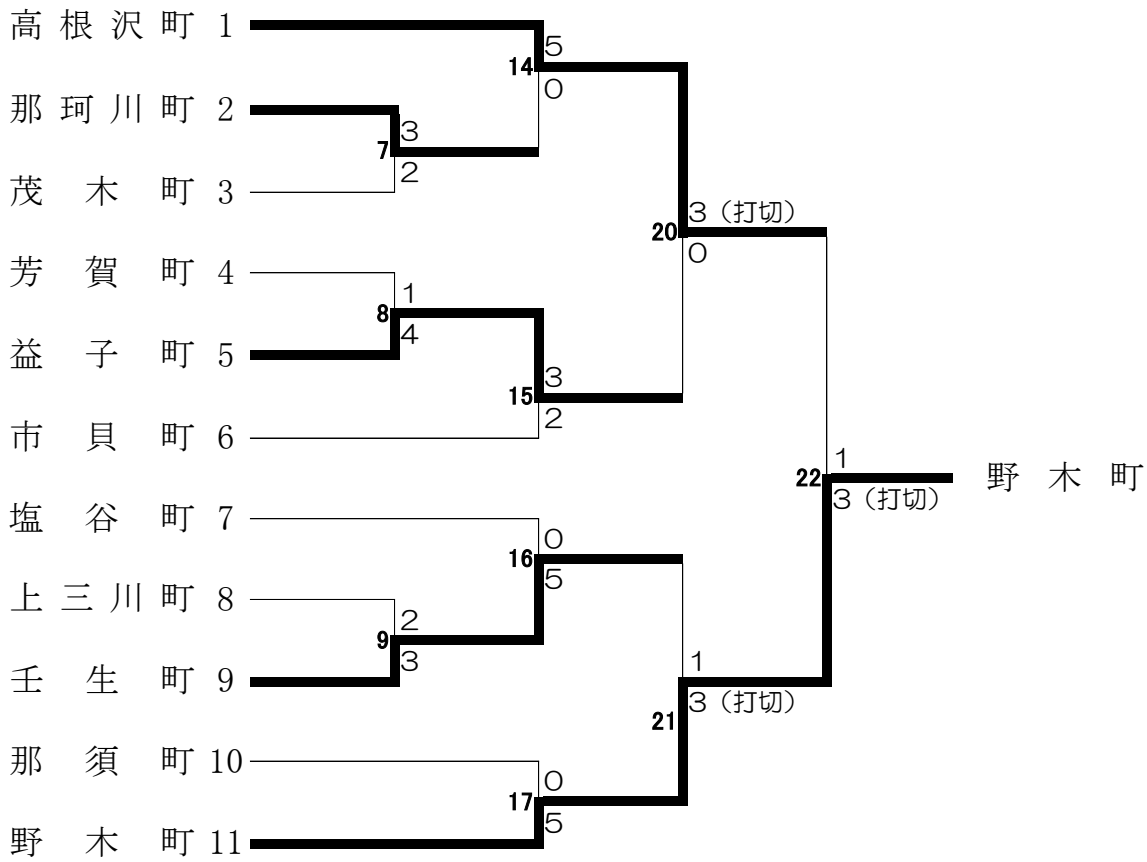 高根沢町 1
5
14
0
那珂川町 2
3
7
2
茂木町 3
3（打切）
20
0
芳賀町 4
1
8
4
益子町 5
3
15
2
市貝町 6
1
22
3（打切）
野木町
塩谷町 7
0
16
5
上三川町 8
2
9
3
壬生町 9
1
3（打切）
21
那須町 10
0
17
5
野木町 11